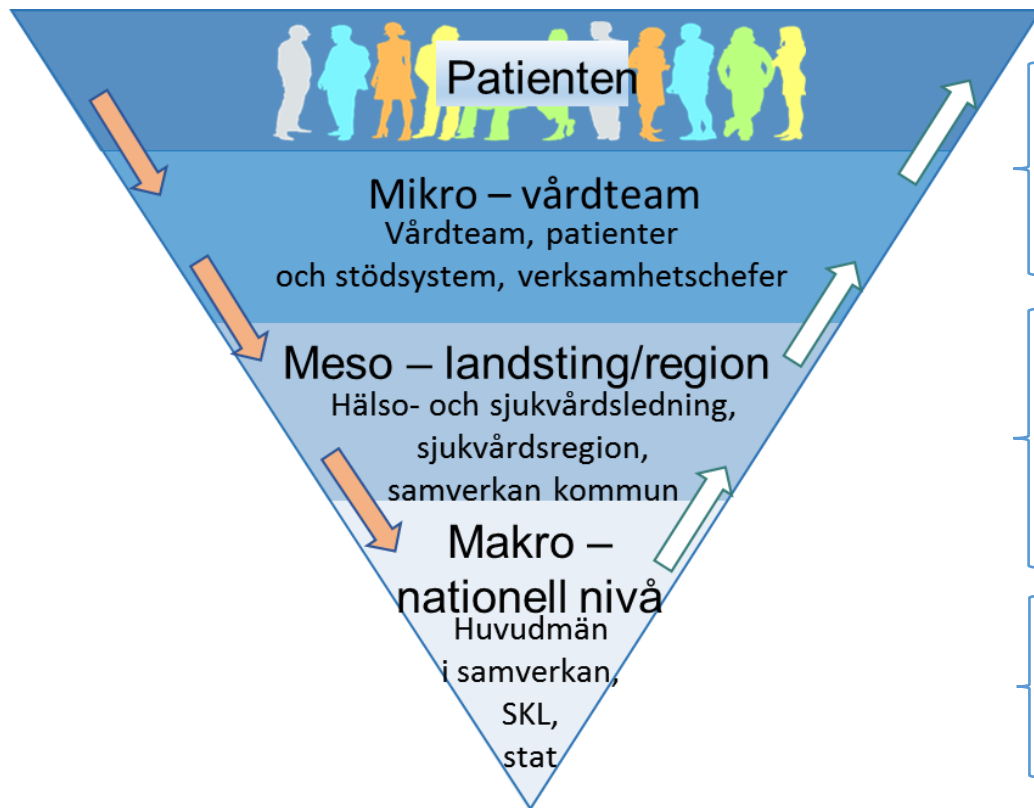 Patienten
Mikro – vårdteam
Vårdteam, patienter
och stödsystem, verksamhetschefer
Meso – landsting/region
Hälso- och sjukvårdsledning,
sjukvårdsregion,
samverkan kommun
Makro –
nationell nivå
Huvudmän
i samverkan,
SKL,
stat